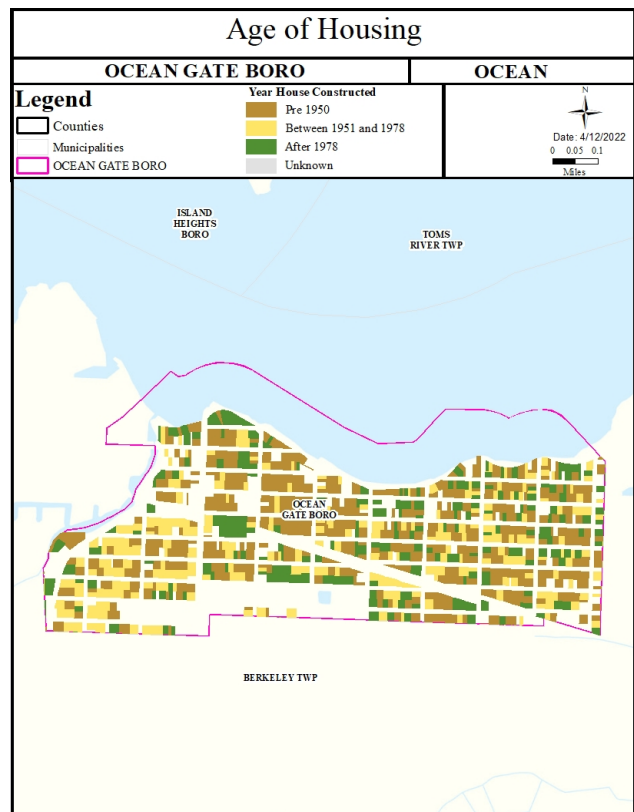 Age of Housing
OCEAN GATE BORO
OCEAN
Legend
Counties
Municipalities
OCEAN GATE BORO
Year House Constructed
Pre 1950
Between 1951 and 1978
After 1978
Unknown
N
Date: 4/12/2022
0 0.05 0.1
Miles
ISLAND
HEIGHTS
BORO
TOMS
RIVER TWP
OCEAN
GATE BORO
BERKELEY TWP